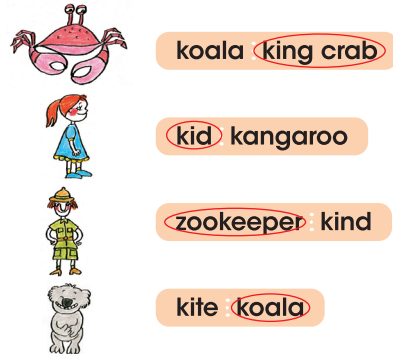 koala king crab
kid kangaroo
zookeeper kind
kite koala